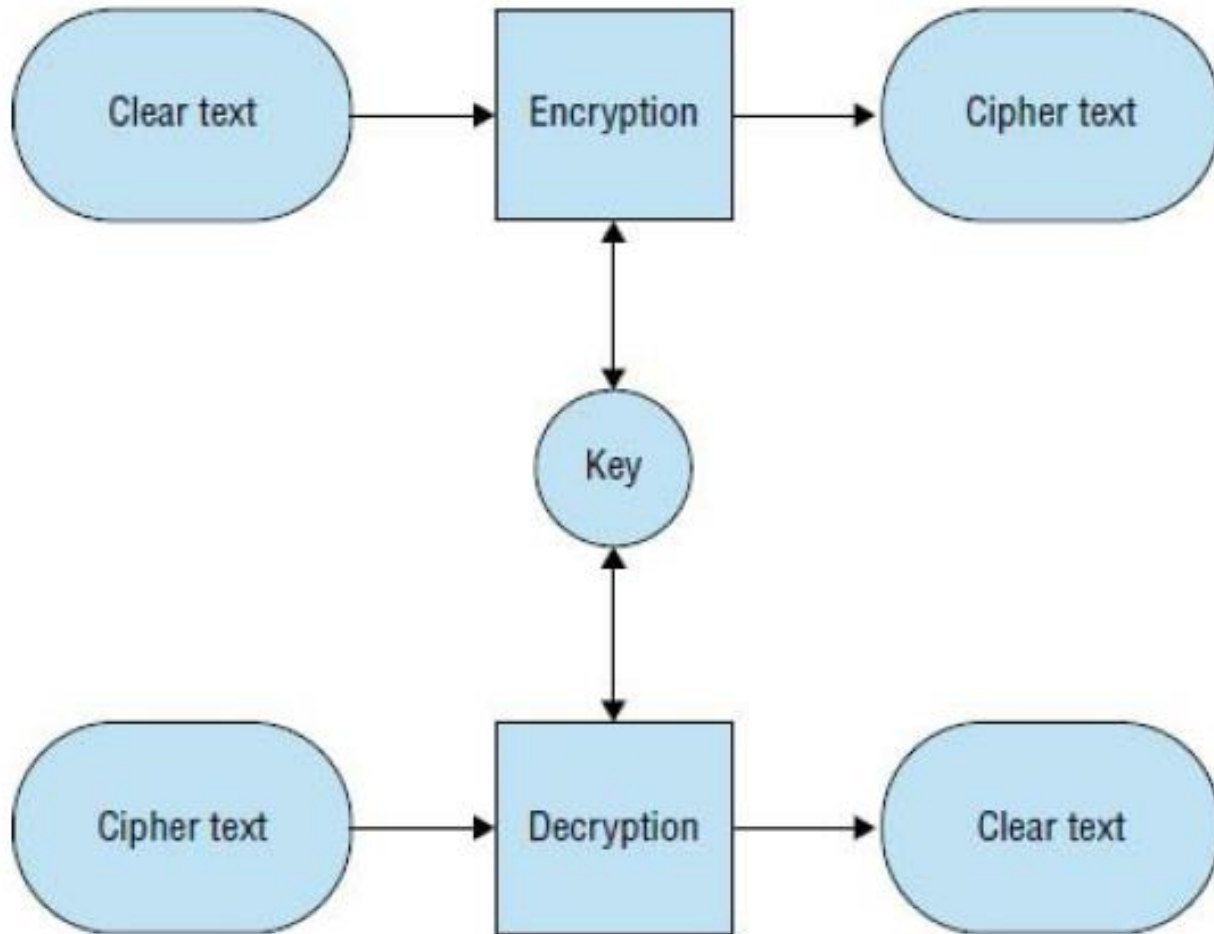 Clear text
Encryption
Cipher text
Key
Cipher text
Decryption
Clear text